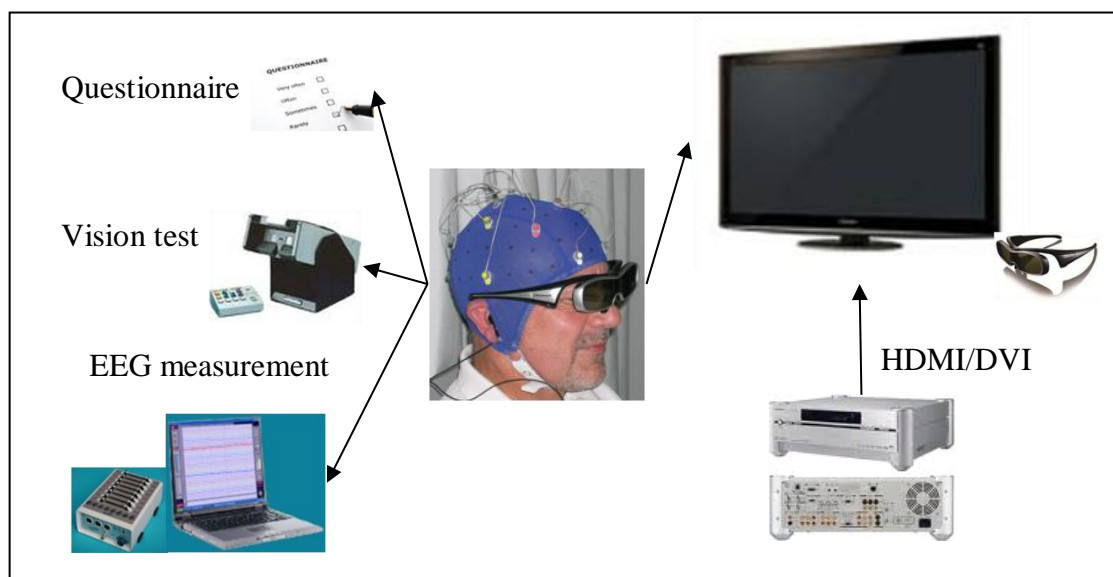 Questionnaire
QUESTIONNAIRE
Very often
Often
Sometimes
Rarely
Vision test
EEG measurement
HDMI/DVI